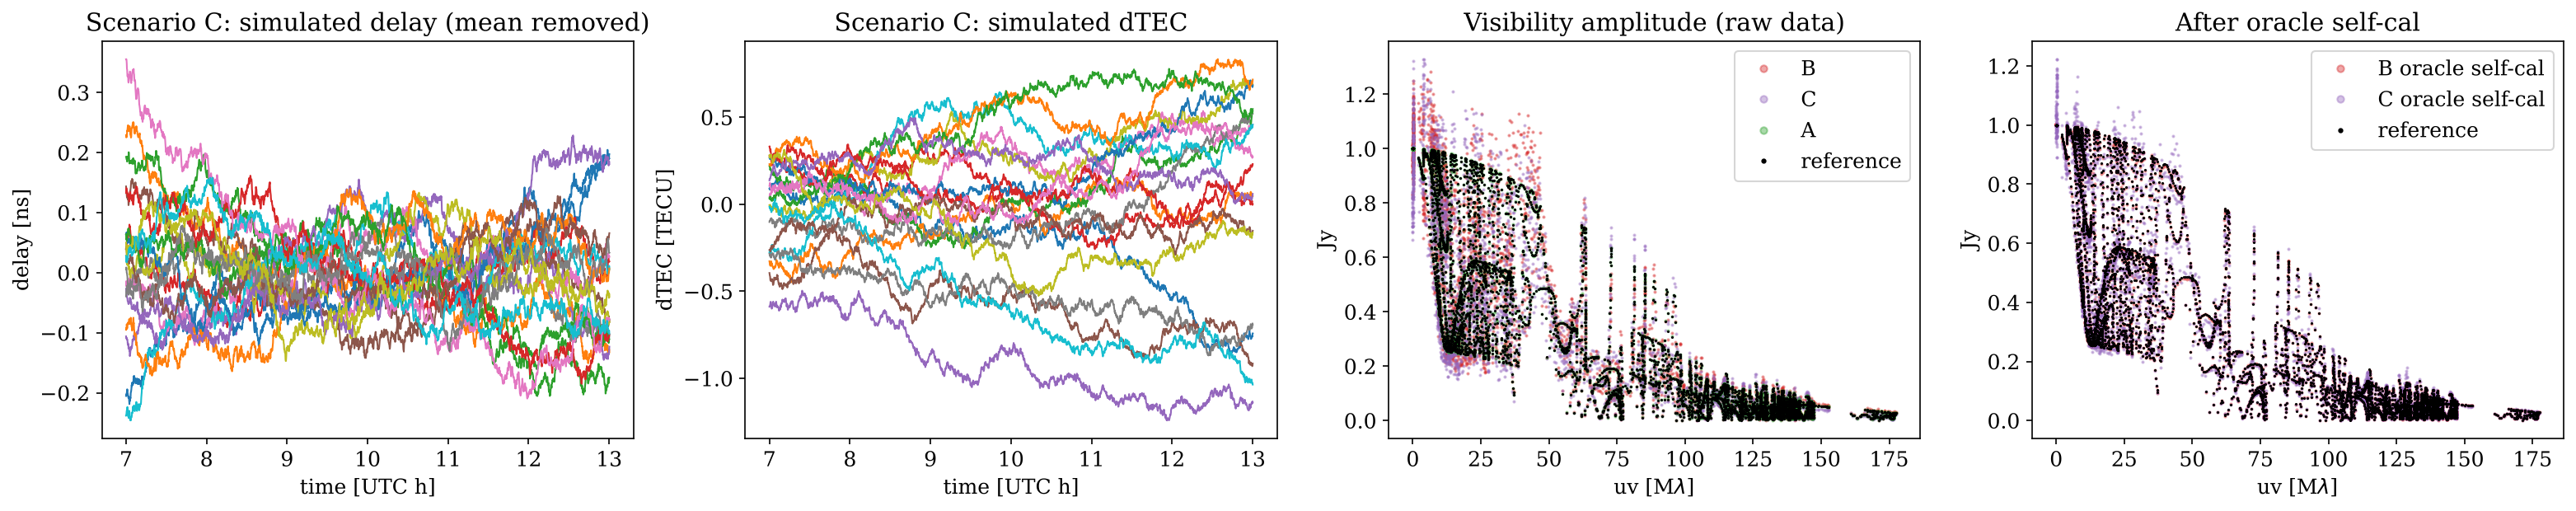 Scenario C: simulated delay (mean removed)
delay [ns]
0.3
0.2
0.1
0.0
−0.1
−0.2
7 8 9 10 11 12 13
time [UTC h]
Scenario C: simulated dTEC
dTEC [TECU]
0.5
0.0
−0.5
−1.0
7 8 9 10 11 12 13
time [UTC h]
Visibility amplitude (raw data)
Jy
1.2
1.0
0.8
0.6
0.4
0.2
0.0
B
C
A
reference
0 25 50 75 100 125 150 175
uv [Mλ]
After oracle self-cal
Jy
1.2
1.0
0.8
0.6
0.4
0.2
0.0
B oracle self-cal
C oracle self-cal
reference
0 25 50 75 100 125 150 175
uv [Mλ]